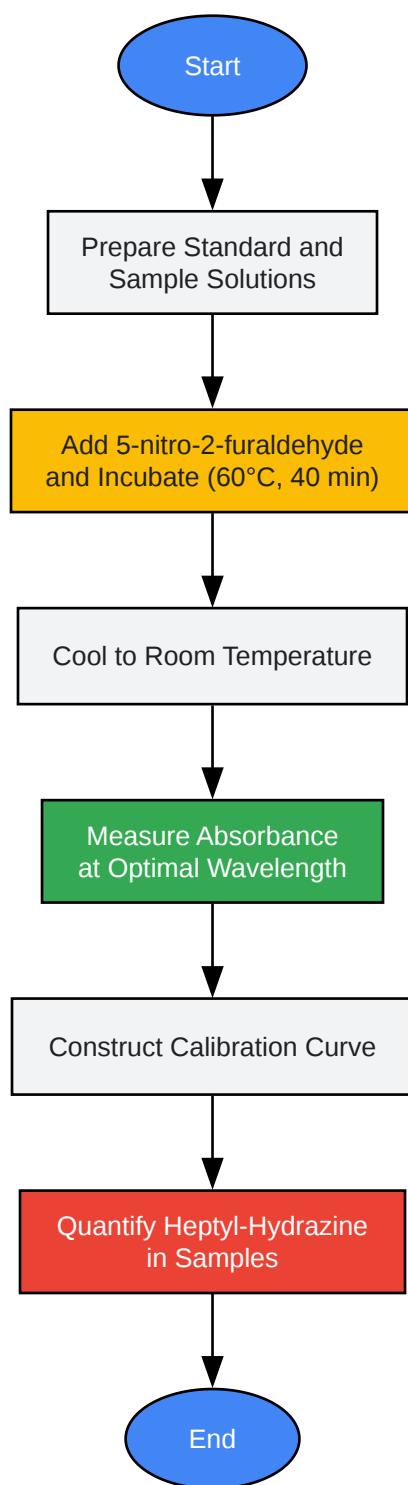 Start
Prepare Standard and
Sample Solutions
Add 5-nitro-2-furaldehyde
and Incubate (60°C, 40 min)
Cool to Room Temperature
Measure Absorbance
at Optimal Wavelength
Construct Calibration Curve
Quantify Heptyl-Hydrazine
in Samples
End